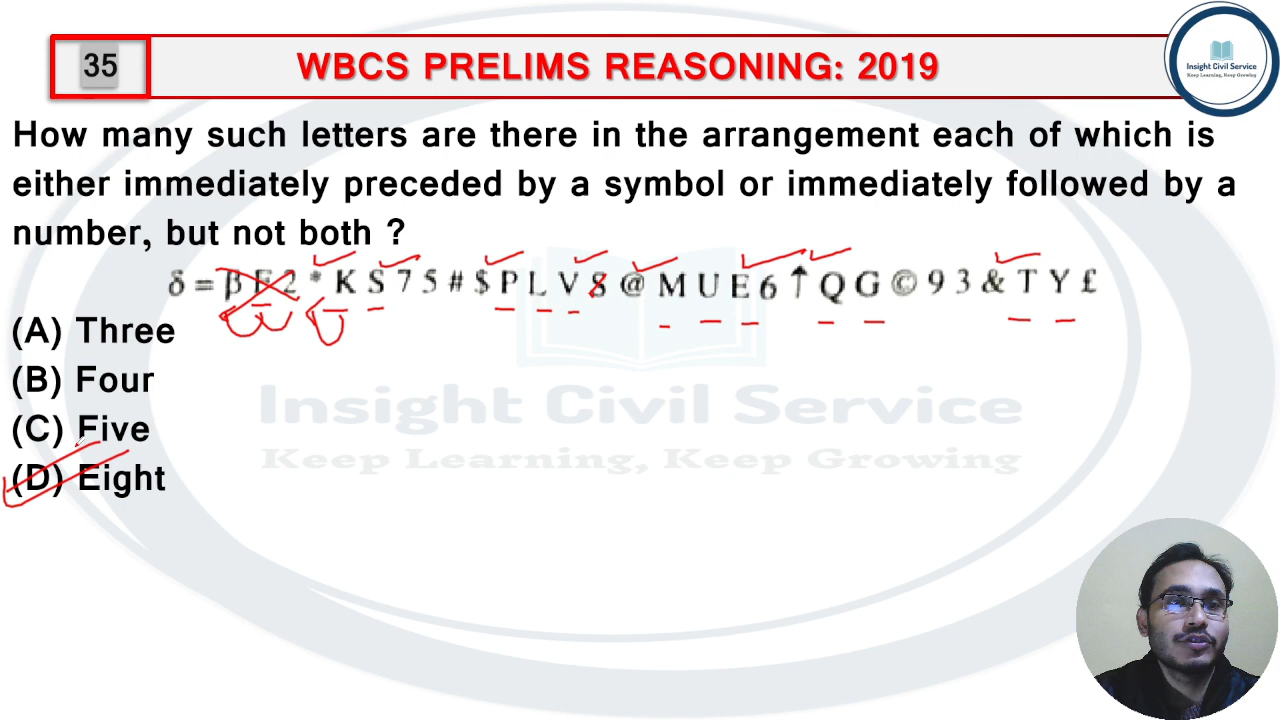 35
WBCS PRELIMS REASONING: 2019
Insight Civil Service
Keep Learning, Keep Growing
How many such letters are there in the arrangement each of which is
either immediately preceded by a symbol or immediately followed by a
number, but not both ?
δ = β F 2 * K S 7 5 # $ P L V 8 @ M U E 6 ↑ Q G © 9 3 & T Y £
(A) Three
(B) Four
(C) Five
(D) Eight
Insight Civil Service
Keep Learning, Keep Growing